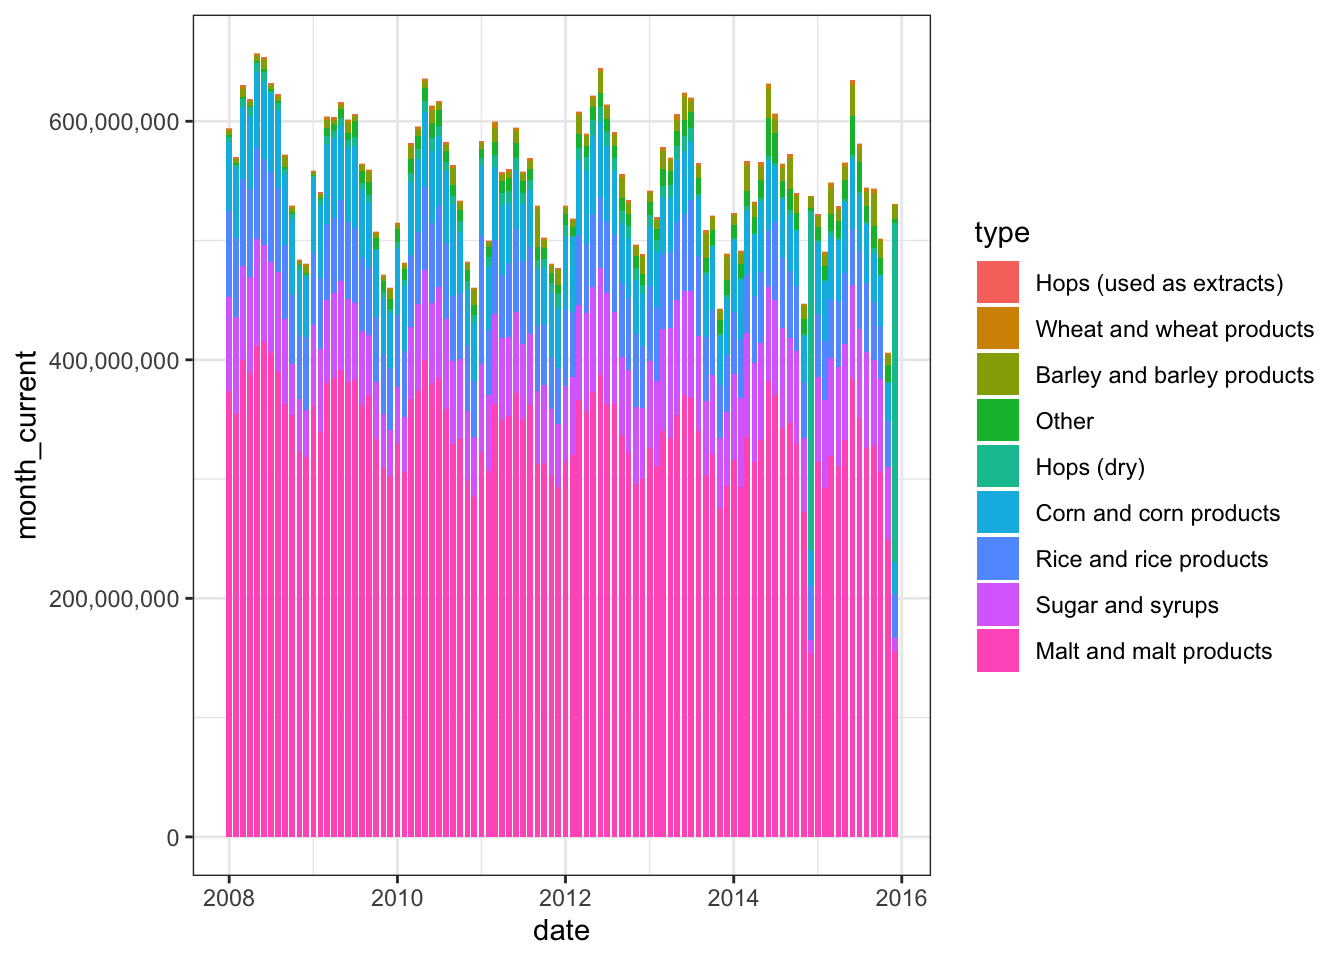 600,000,000
400,000,000
200,000,000
0
month_current
2008 2010 2012 2014 2016
date
type
Hops (used as extracts)
Wheat and wheat products
Barley and barley products
Other
Hops (dry)
Corn and corn products
Rice and rice products
Sugar and syrups
Malt and malt products